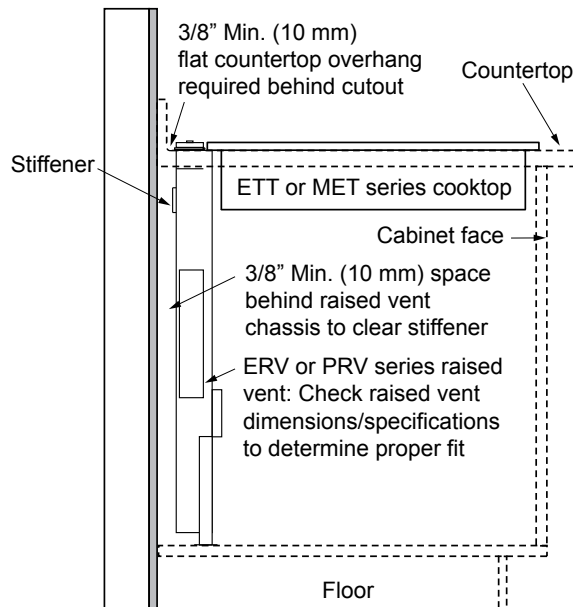 3/8” Min. (10 mm)
flat countertop overhang
required behind cutout
Countertop
Stiffener
ETT or MET series cooktop
Cabinet face
3/8” Min. (10 mm) space
behind raised vent
chassis to clear stiffener
ERV or PRV series raised
vent: Check raised vent
dimensions/specifications
to determine proper fit
Floor